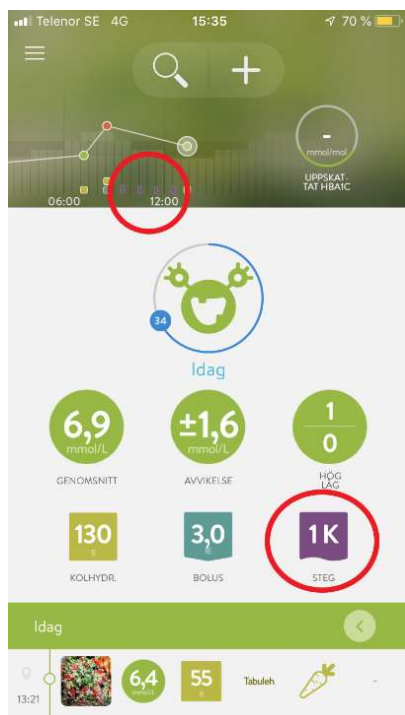 Telenor SE 4G 15:35 70 %
-
mmol/mol
UPPSKAT-
TAT HBA1C
06:00 12:00
34
Idag
6,9
mmol/L
GENOMSNITT
±1,6
mmol/L
AVVIKELSE
1
0
HÖG
LÅG
130
g
KOLHYDR.
3,0
BOLUS
1 K
STEG
Idag
13:21
6,4
mmol/L
55
g
Tabuleh
-